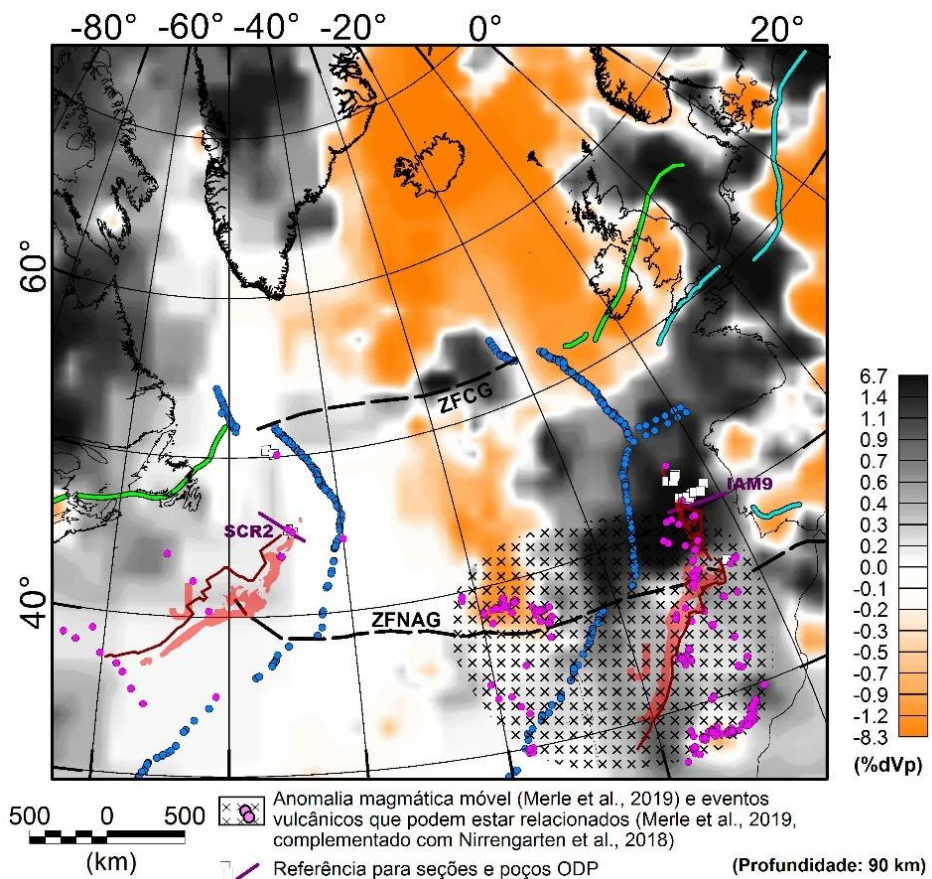 -80° -60° -40° -20° 0° 20°
60°
40°
ZFCG
IAM9
SCR2
J
ZFNAG
J
6.7
1.4
1.1
0.9
0.7
0.6
0.4
0.3
0.2
0.0
-0.1
-0.2
-0.3
-0.5
-0.7
-0.9
-1.2
-8.3
(%dVp)
500 0 500
(km)
Anomalia magmática móvel (Merle et al., 2019) e eventos
vulcânicos que podem estar relacionados (Merle et al., 2019,
complementado com Nirrengarten et al., 2018)
Referência para seções e poços ODP
(Profundidade: 90 km)